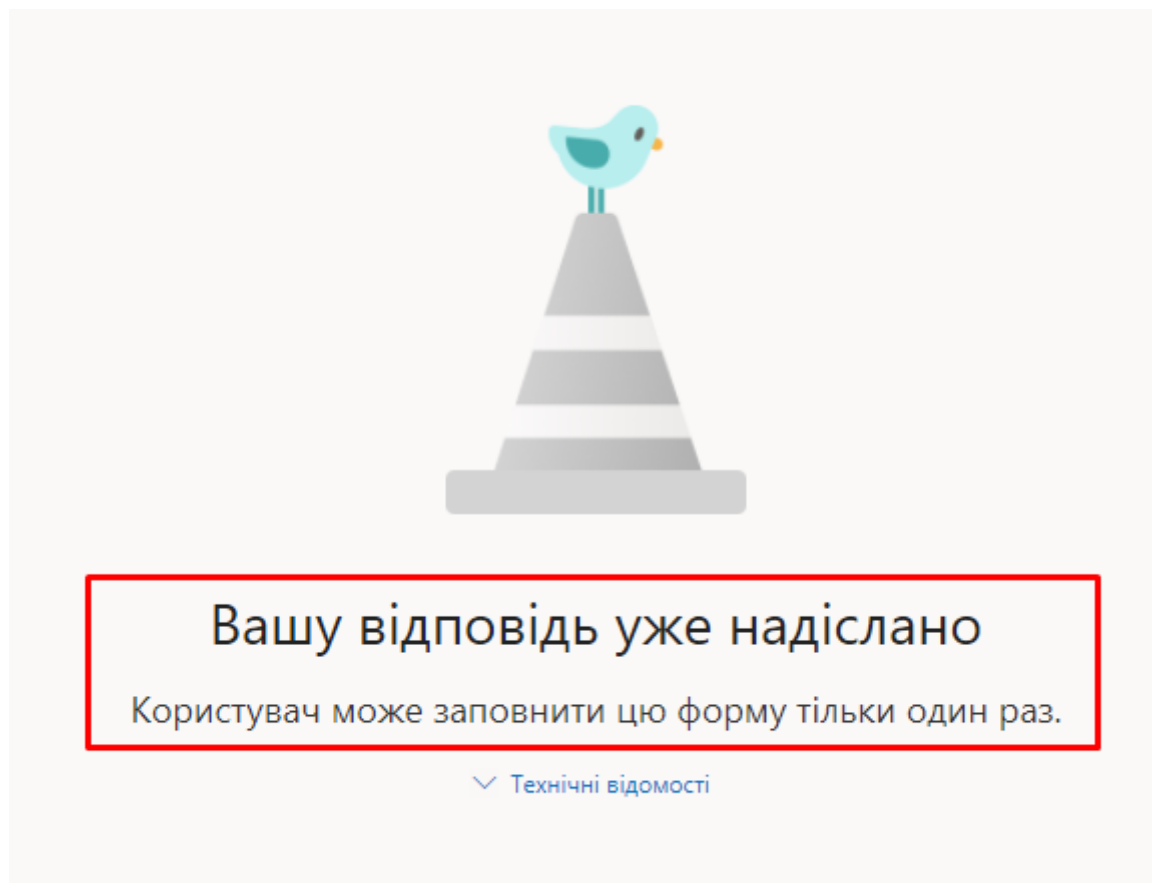 Вашу відповідь уже надіслано
Користувач може заповнити цю форму тільки один раз.
Технічні відомості